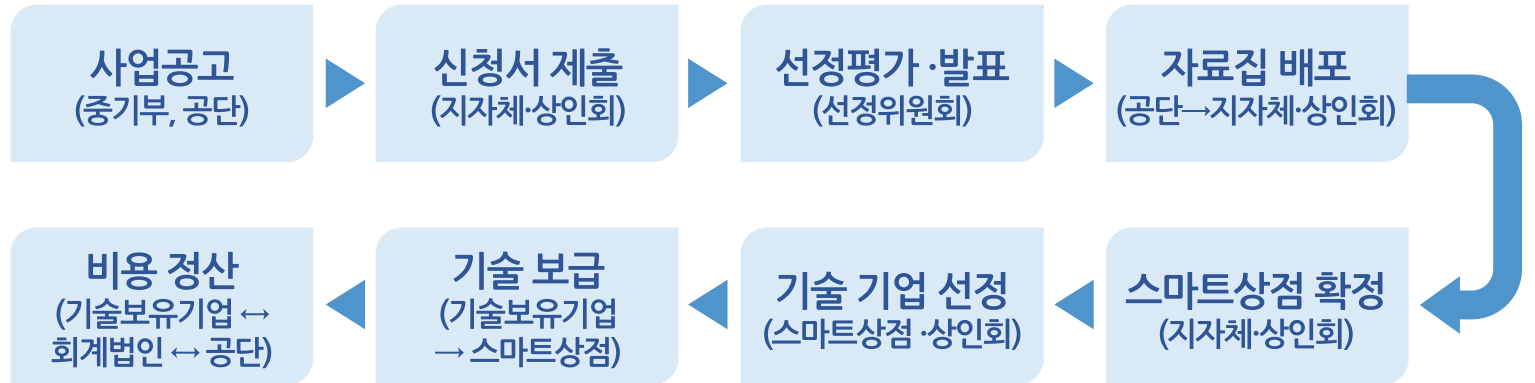 사업공고
(중기부, 공단)
신청서 제출
(지자체·상인회)
선정평가 ·발표
(선정위원회)
자료집 배포
(공단→지자체·상인회)
스마트상점 확정
(지자체·상인회)
기술 기업 선정
(스마트상점 ·상인회)
기술 보급
(기술보유기업
→ 스마트상점)
비용 정산
(기술보유기업 ↔
회계법인 ↔ 공단)